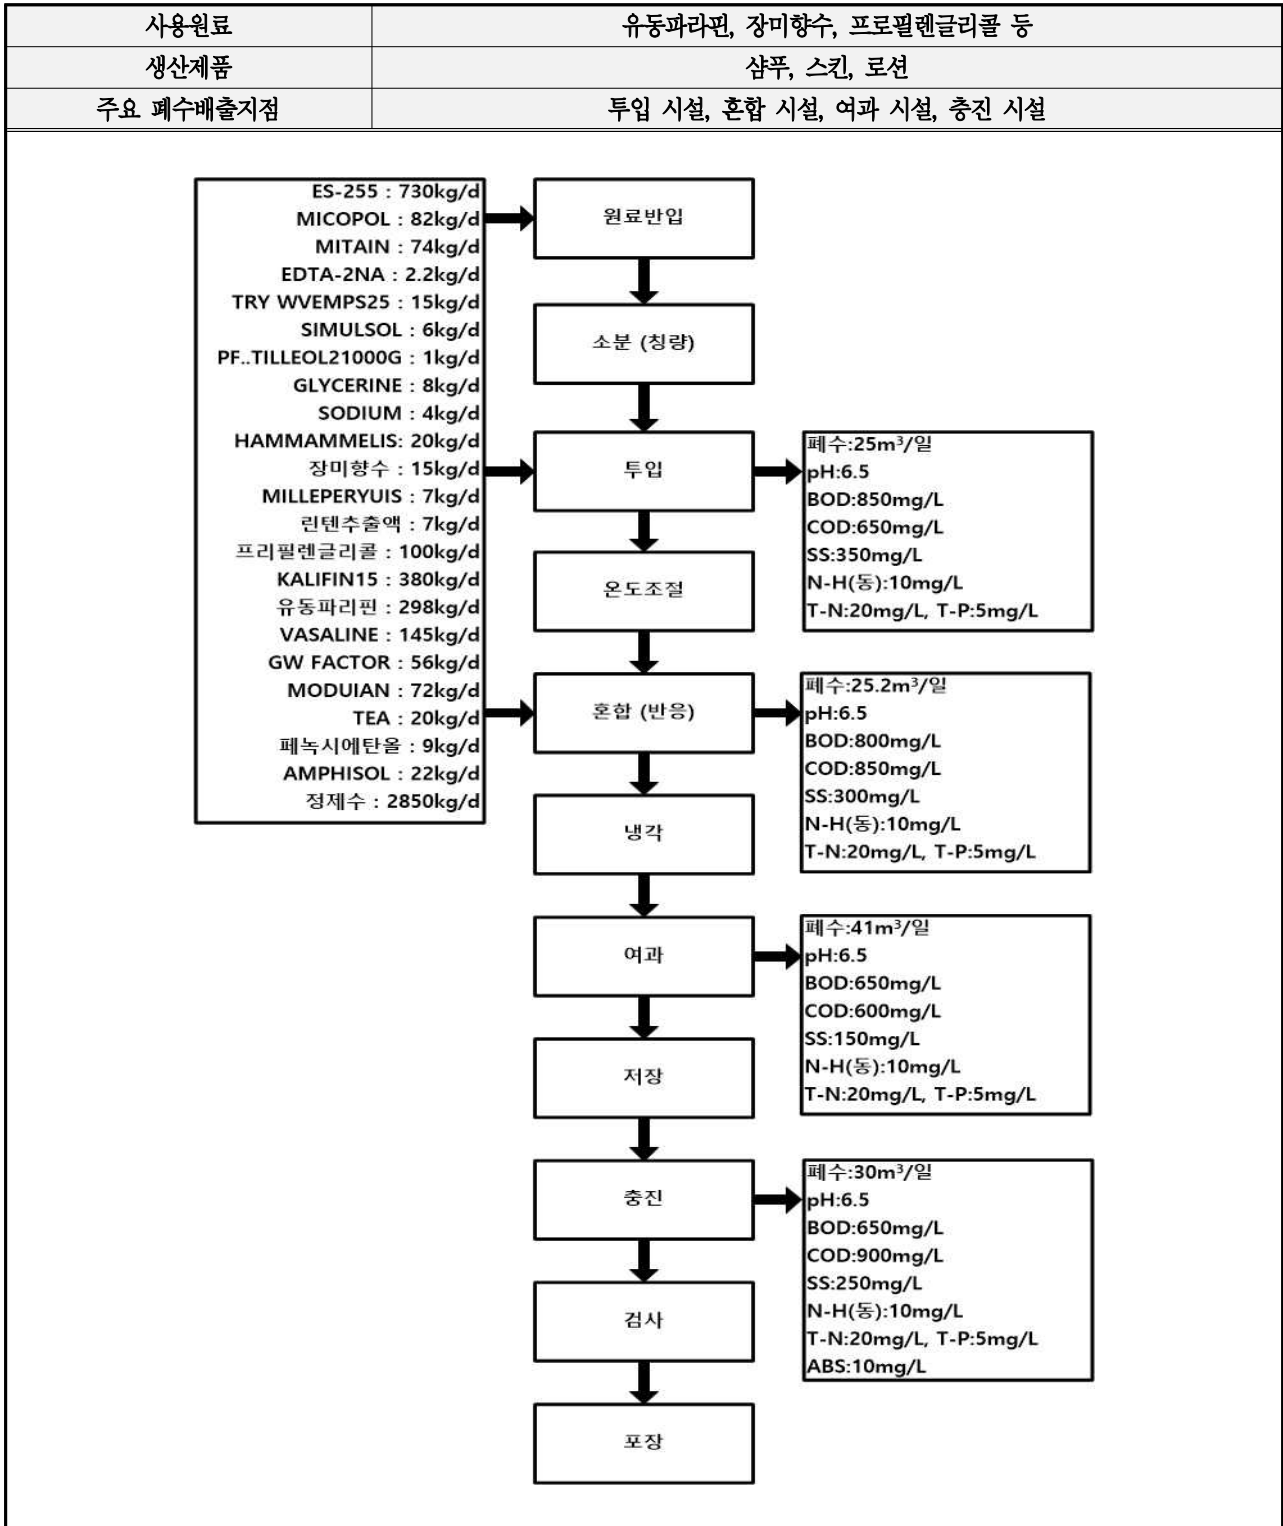 사용원료 유동파라핀, 장미향수, 프로필렌글리콜 등
생산제품 샴푸, 스킨, 로션
주요 폐수배출지점 투입 시설, 혼합 시설, 여과 시설, 충진 시설
ES-255 : 730kg/d
MICOPOL : 82kg/d
MITAIN : 74kg/d
EDTA-2NA : 2.2kg/d
TRY WVEMPS25 : 15kg/d
SIMULSOL : 6kg/d
PF..TILLEOL21000G : 1kg/d
GLYCERINE : 8kg/d
SODIUM : 4kg/d
HAMMAMMELIS: 20kg/d
장미향수 : 15kg/d
MILLEPERYUIS : 7kg/d
린텐추출액 : 7kg/d
프리필렌글리콜 : 100kg/d
KALIFIN15 : 380kg/d
유동파리핀 : 298kg/d
VASALINE : 145kg/d
GW FACTOR : 56kg/d
MODUIAN : 72kg/d
TEA : 20kg/d
페녹시에탄올 : 9kg/d
AMPHISOL : 22kg/d
정제수 : 2850kg/d
원료반입
소분 (칭량)
투입
온도조절
혼합 (반응)
냉각
여과
저장
충진
검사
포장
폐수:25m³/일
pH:6.5
BOD:850mg/L
COD:650mg/L
SS:350mg/L
N-H(동):10mg/L
T-N:20mg/L, T-P:5mg/L
폐수:25.2m³/일
pH:6.5
BOD:800mg/L
COD:850mg/L
SS:300mg/L
N-H(동):10mg/L
T-N:20mg/L, T-P:5mg/L
폐수:41m³/일
pH:6.5
BOD:650mg/L
COD:600mg/L
SS:150mg/L
N-H(동):10mg/L
T-N:20mg/L, T-P:5mg/L
폐수:30m³/일
pH:6.5
BOD:650mg/L
COD:900mg/L
SS:250mg/L
N-H(동):10mg/L
T-N:20mg/L, T-P:5mg/L
ABS:10mg/L